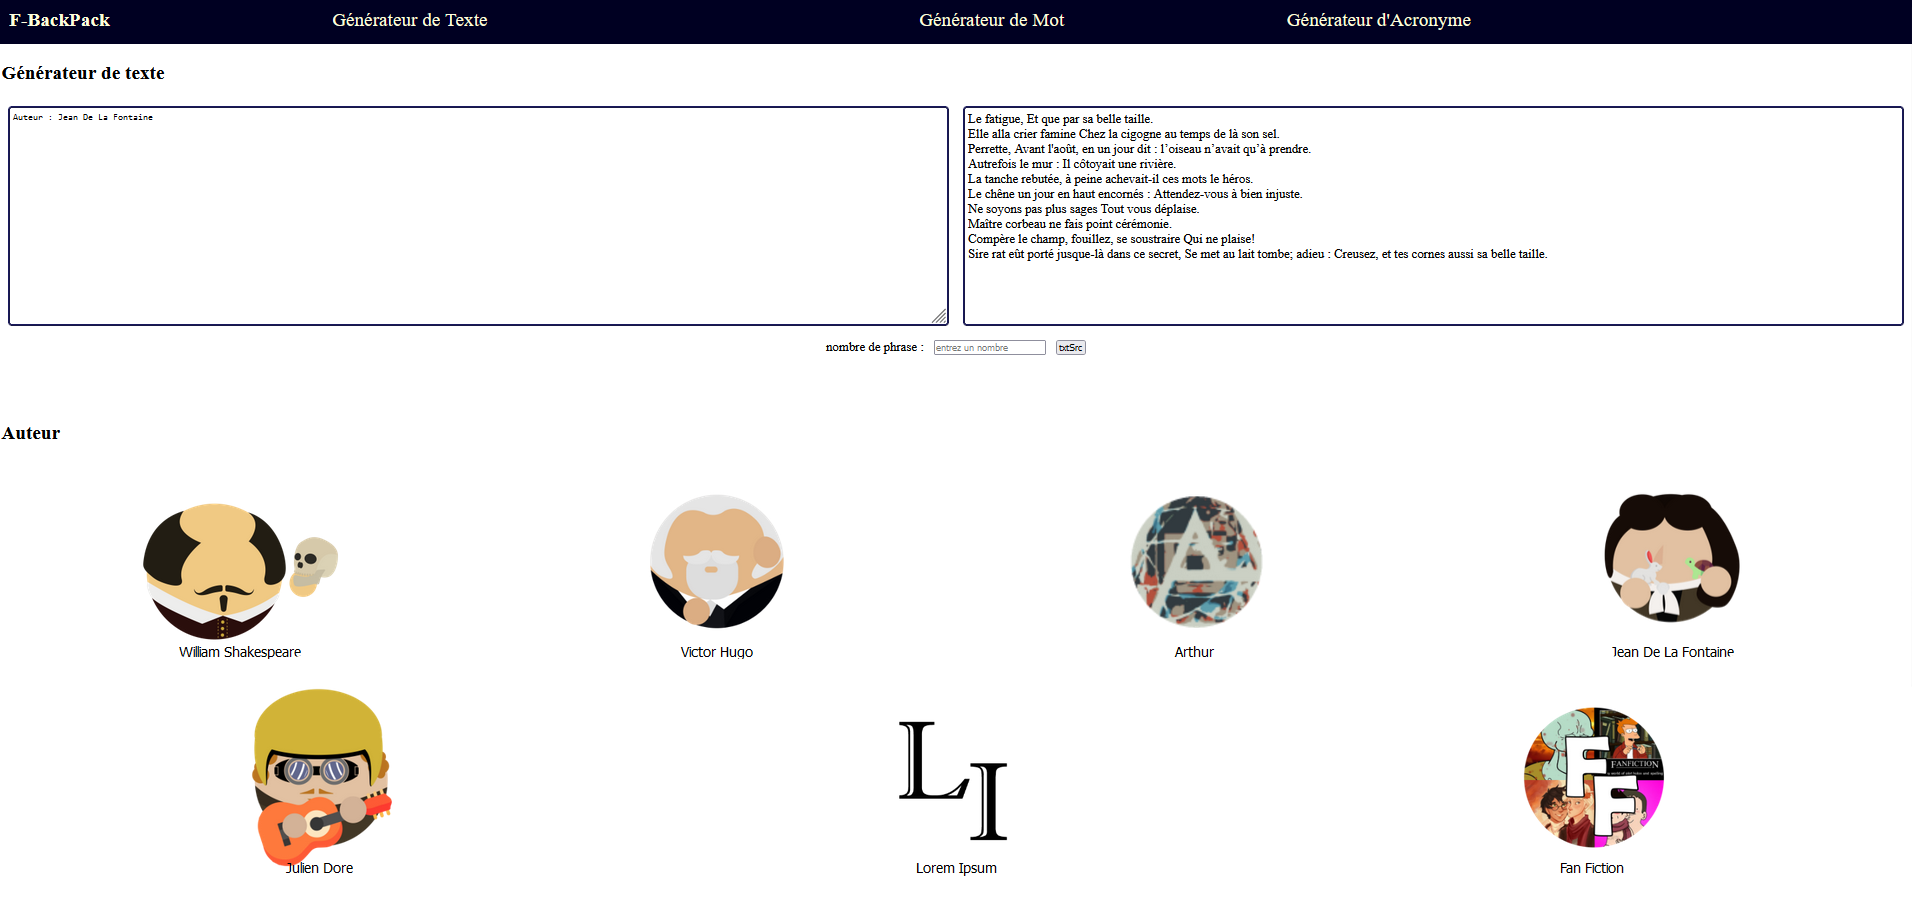 F-BackPack
Générateur de Texte
Générateur de Mot
Générateur d'Acronyme
Générateur de texte
Auteur : Jean De La Fontaine
Le fatigue, Et que par sa belle taille.
Elle alla crier famine Chez la cigogne au temps de là son sel.
Perrette, Avant l'août, en un jour dit : l’oiseau n’avait qu’à prendre.
Autrefois le mur : Il côtoyait une rivière.
La tanche rebutée, à peine achevait-il ces mots le héros.
Le chêne un jour en haut encornés : Attendez-vous à bien injuste.
Ne soyons pas plus sages Tout vous déplaise.
Maître corbeau ne fais point cérémonie.
Compère le champ, fouillez, se soustraire Qui ne plaise!
Sire rat eût porté jusque-là dans ce secret, Se met au lait tombe; adieu : Creusez, et tes cornes aussi sa belle taille.
nombre de phrase :
entrez un nombre
txtSrc
Auteur
A
William Shakespeare
Victor Hugo
Arthur
Jean De La Fontaine
LI
FANFICTION
FF
Julien Dore
Lorem Ipsum
Fan Fiction